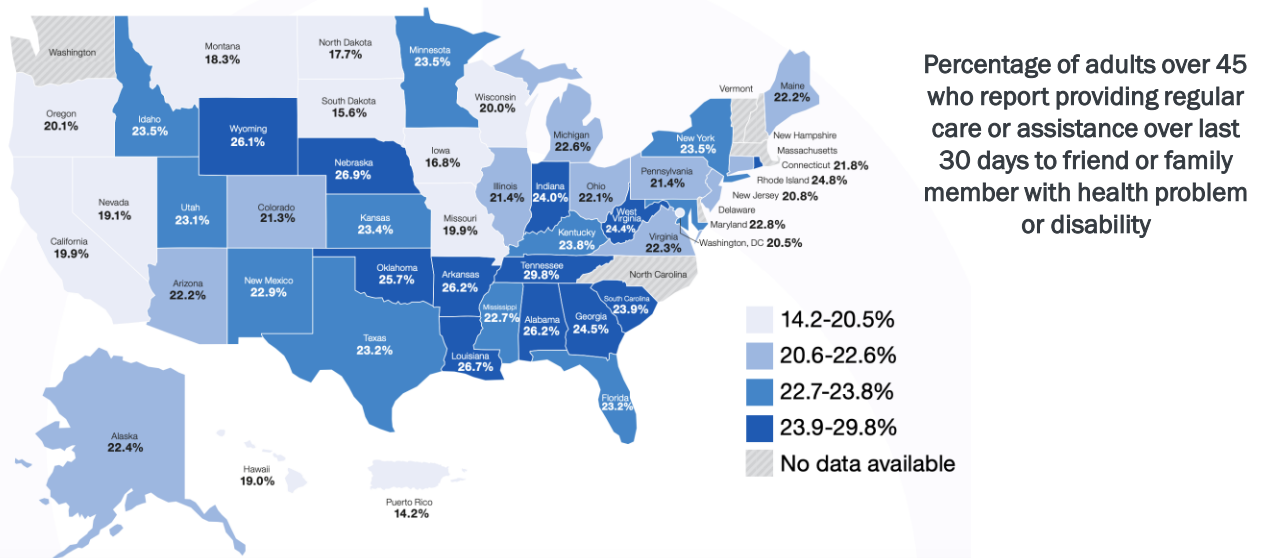 Washington
Montana
18.3%
North Dakota
17.7%
Minnesota
23.5%
Oregon
20.1%
Idaho
23.5%
Wyoming
26.1%
South Dakota
15.6%
Wisconsin
20.0%
Michigan
22.6%
Vermont
Maine
22.2%
New York
23.5%
New Hampshire
Massachusetts
Connecticut 21.8%
Rhode Island 24.8%
New Jersey 20.8%
Delaware
Maryland 22.8%
Washington, DC 20.5%
Nevada
19.1%
Utah
23.1%
Colorado
21.3%
Nebraska
26.9%
Iowa
16.8%
Illinois
21.4%
Indiana
24.0%
Ohio
22.1%
Pennsylvania
21.4%
California
19.9%
Kansas
23.4%
Missouri
19.9%
Kentucky
23.8%
West
Virginia
24.4%
Virginia
22.3%
Arizona
22.2%
New Mexico
22.9%
Oklahoma
25.7%
Arkansas
26.2%
Tennessee
29.8%
North Carolina
South Carolina
23.9%
Texas
23.2%
Louisiana
26.7%
Mississippi
22.7%
Alabama
26.2%
Georgia
24.5%
Florida
23.2%
Alaska
22.4%
Hawaii
19.0%
Puerto Rico
14.2%
Percentage of adults over 45
who report providing regular
care or assistance over last
30 days to friend or family
member with health problem
or disability
14.2-20.5%
20.6-22.6%
22.7-23.8%
23.9-29.8%
No data available